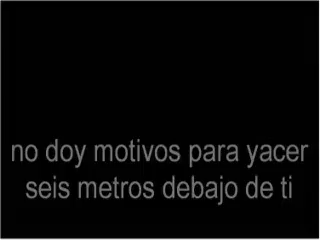 no doy motivos para yacer
seis metros debajo de ti